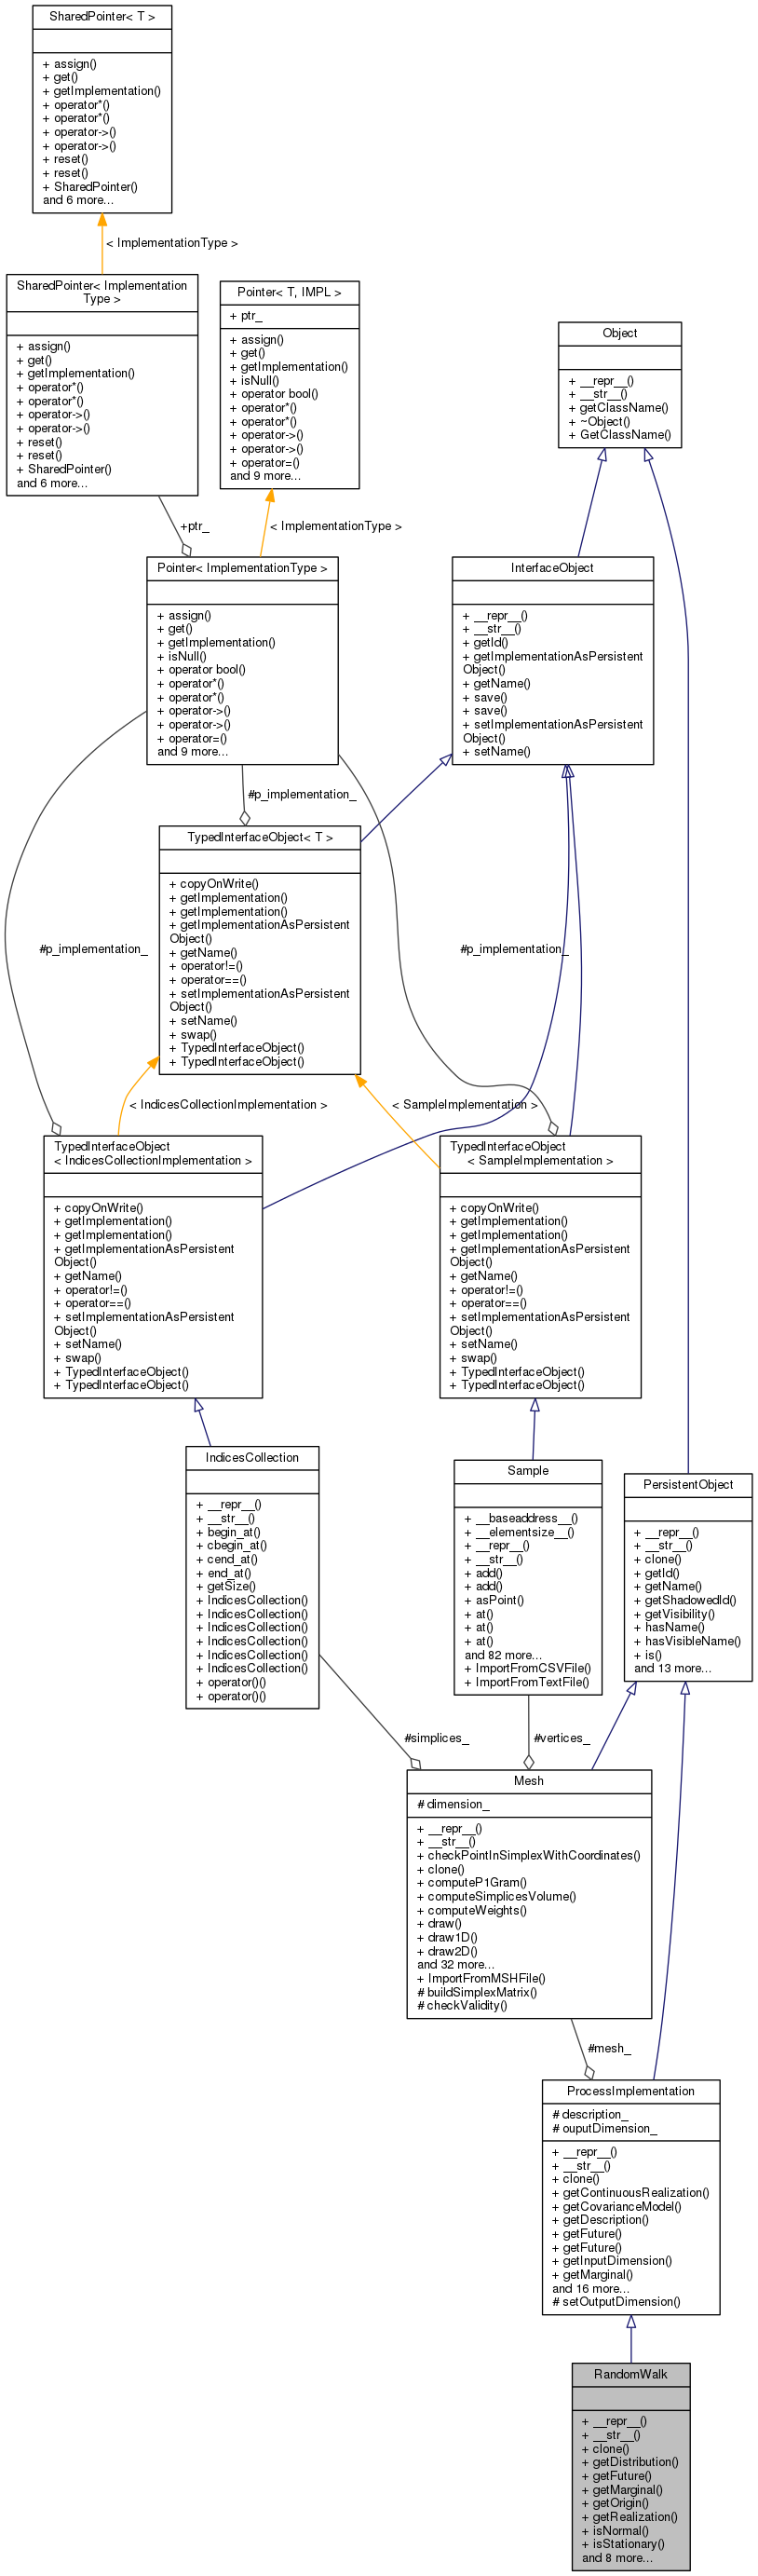 SharedPointer< T >
+ assign()
+ get()
+ getImplementation()
+ operator*()
+ operator*()
+ operator->()
+ operator->()
+ reset()
+ reset()
+ SharedPointer()
and 6 more...
< ImplementationType >
SharedPointer< Implementation
Type >
+ assign()
+ get()
+ getImplementation()
+ operator*()
+ operator*()
+ operator->()
+ operator->()
+ reset()
+ reset()
+ SharedPointer()
and 6 more...
Pointer< T, IMPL >
+ ptr_
+ assign()
+ get()
+ getImplementation()
+ isNull()
+ operator bool()
+ operator*()
+ operator*()
+ operator->()
+ operator->()
+ operator=()
and 9 more...
Object
+ __repr__()
+ __str__()
+ getClassName()
+ ~Object()
+ GetClassName()
+ptr_
< ImplementationType >
Pointer< ImplementationType >
+ assign()
+ get()
+ getImplementation()
+ isNull()
+ operator bool()
+ operator*()
+ operator*()
+ operator->()
+ operator->()
+ operator=()
and 9 more...
InterfaceObject
+ __repr__()
+ __str__()
+ getId()
+ getImplementationAsPersistent
Object()
+ getName()
+ save()
+ save()
+ setImplementationAsPersistent
Object()
+ setName()
#p_implementation_
TypedInterfaceObject< T >
+ copyOnWrite()
+ getImplementation()
+ getImplementation()
+ getImplementationAsPersistent
Object()
+ getName()
+ operator!=()
+ operator==()
+ setImplementationAsPersistent
Object()
+ setName()
+ swap()
+ TypedInterfaceObject()
+ TypedInterfaceObject()
#p_implementation_
#p_implementation_
< IndicesCollectionImplementation >
< SampleImplementation >
TypedInterfaceObject
< IndicesCollectionImplementation >
+ copyOnWrite()
+ getImplementation()
+ getImplementation()
+ getImplementationAsPersistent
Object()
+ getName()
+ operator!=()
+ operator==()
+ setImplementationAsPersistent
Object()
+ setName()
+ swap()
+ TypedInterfaceObject()
+ TypedInterfaceObject()
TypedInterfaceObject
< SampleImplementation >
+ copyOnWrite()
+ getImplementation()
+ getImplementation()
+ getImplementationAsPersistent
Object()
+ getName()
+ operator!=()
+ operator==()
+ setImplementationAsPersistent
Object()
+ setName()
+ swap()
+ TypedInterfaceObject()
+ TypedInterfaceObject()
IndicesCollection
+ __repr__()
+ __str__()
+ begin_at()
+ cbegin_at()
+ cend_at()
+ end_at()
+ getSize()
+ IndicesCollection()
+ IndicesCollection()
+ IndicesCollection()
+ IndicesCollection()
+ IndicesCollection()
+ IndicesCollection()
+ operator()()
+ operator()()
Sample
+ __baseaddress__()
+ __elementsize__()
+ __repr__()
+ __str__()
+ add()
+ add()
+ asPoint()
+ at()
+ at()
+ at()
and 82 more...
+ ImportFromCSVFile()
+ ImportFromTextFile()
PersistentObject
+ __repr__()
+ __str__()
+ clone()
+ getId()
+ getName()
+ getShadowedId()
+ getVisibility()
+ hasName()
+ hasVisibleName()
+ is()
and 13 more...
#simplices_
#vertices_
Mesh
# dimension_
+ __repr__()
+ __str__()
+ checkPointInSimplexWithCoordinates()
+ clone()
+ computeP1Gram()
+ computeSimplicesVolume()
+ computeWeights()
+ draw()
+ draw1D()
+ draw2D()
and 32 more...
+ ImportFromMSHFile()
# buildSimplexMatrix()
# checkValidity()
#mesh_
ProcessImplementation
# description_
# ouputDimension_
+ __repr__()
+ __str__()
+ clone()
+ getContinuousRealization()
+ getCovarianceModel()
+ getDescription()
+ getFuture()
+ getFuture()
+ getInputDimension()
+ getMarginal()
and 16 more...
# setOutputDimension()
RandomWalk
+ __repr__()
+ __str__()
+ clone()
+ getDistribution()
+ getFuture()
+ getMarginal()
+ getOrigin()
+ getRealization()
+ isNormal()
+ isStationary()
and 8 more...